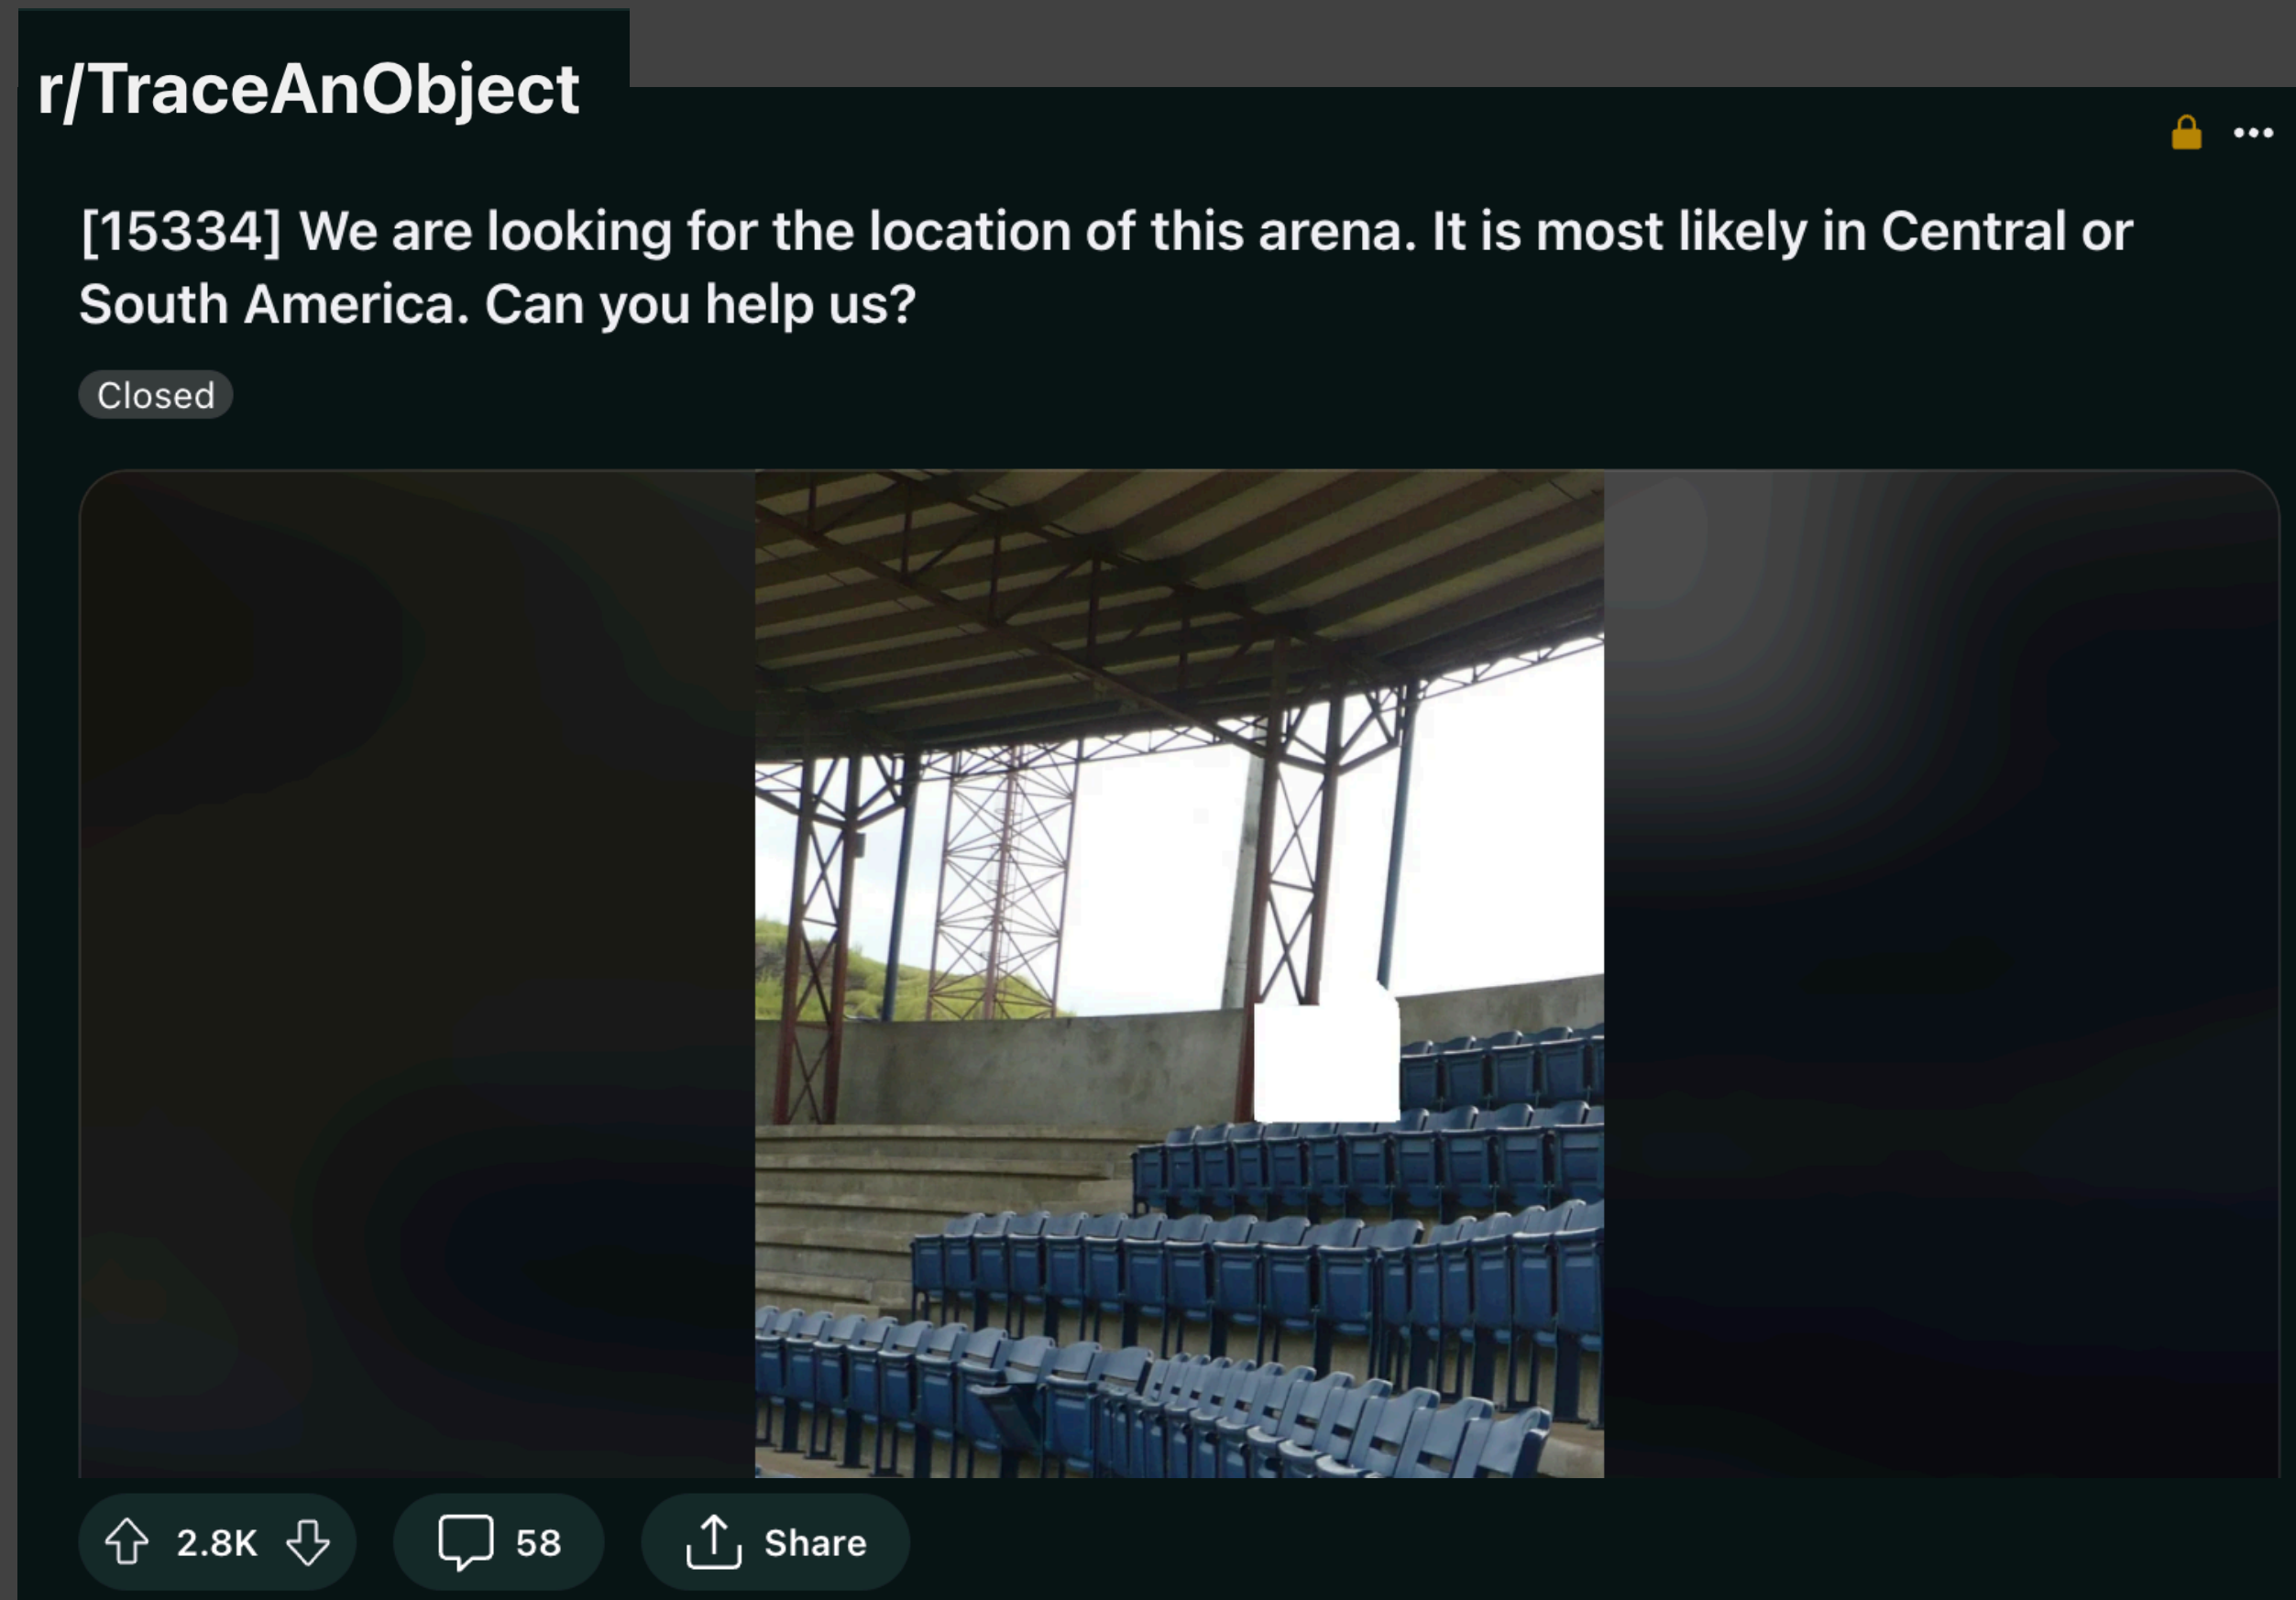 r/TraceAnObject
[15334] We are looking for the location of this arena. It is most likely in Central or
South America. Can you help us?
Closed
2.8K 58 Share